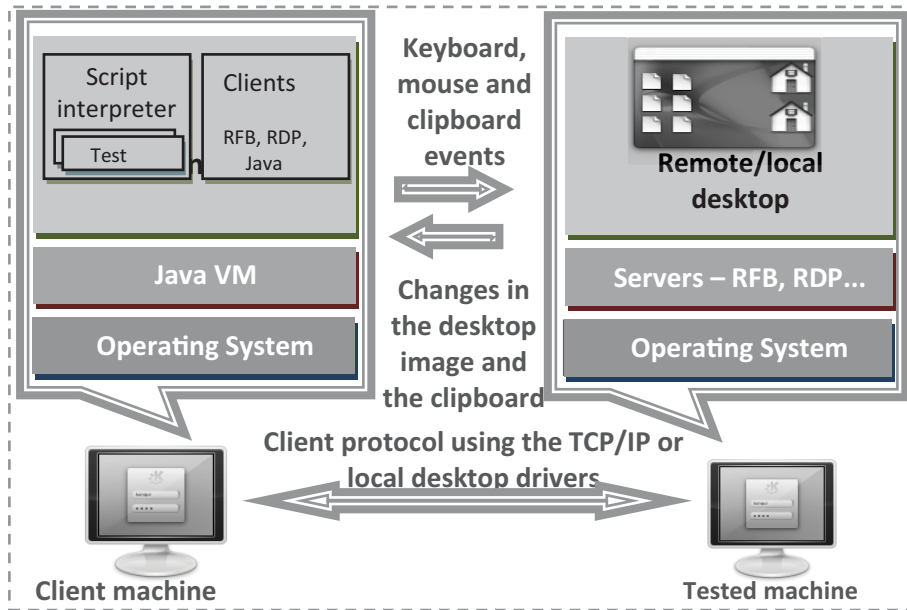 Script
interpreter
Test
Clients
RFB, RDP,
Java
Java VM
Operating System
Keyboard,
mouse and
clipboard
events
Changes in
the desktop
image and
the clipboard
Remote/local
desktop
Servers – RFB, RDP...
Operating System
Client protocol using the TCP/IP or
local desktop drivers
Client machine
Tested machine